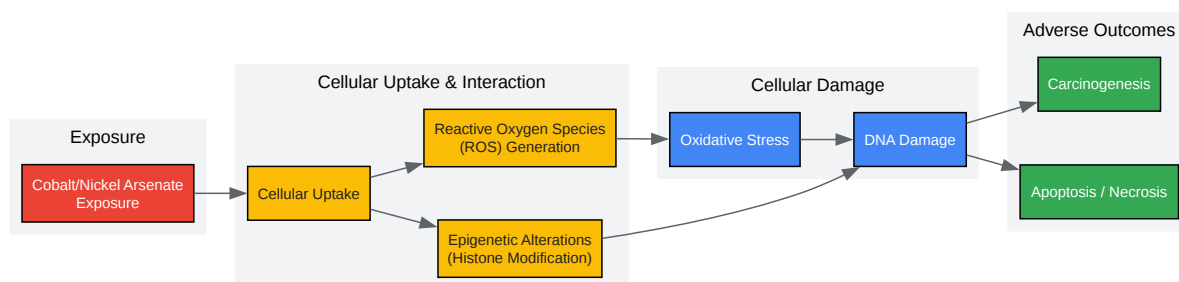 Exposure
Cobalt/Nickel Arsenate
Exposure
Cellular Uptake & Interaction
Cellular Uptake
Reactive Oxygen Species
(ROS) Generation
Epigenetic Alterations
(Histone Modification)
Cellular Damage
Oxidative Stress
DNA Damage
Adverse Outcomes
Carcinogenesis
Apoptosis / Necrosis